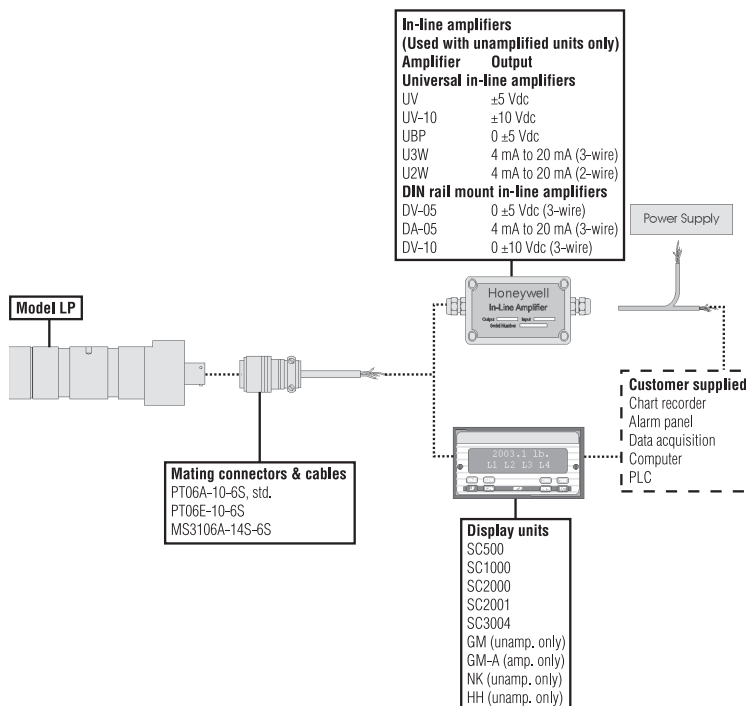 In-line amplifiers
(Used with unamplified units only)
Amplifier Output
Universal in-line amplifiers
UV ±5 Vdc
UV-10 ±10 Vdc
UBP 0 ±5 Vdc
U3W 4 mA to 20 mA (3-wire)
U2W 4 mA to 20 mA (2-wire)
DIN rail mount in-line amplifiers
DV-05 0 ±5 Vdc (3-wire)
DA-05 4 mA to 20 mA (3-wire)
DV-10 0 ±10 Vdc (3-wire)
Power Supply
Honeywell
In-Line Amplifier
Output Input
Serial Number
Model LP
Mating connectors & cables
PT06A-10-6S, std.
PT06E-10-6S
MS3106A-14S-6S
2003.1 lb.
L1 L2 L3 L4
Customer supplied
Chart recorder
Alarm panel
Data acquisition
Computer
PLC
Display units
SC500
SC1000
SC2000
SC2001
SC3004
GM (unamp. only)
GM-A (amp. only)
NK (unamp. only)
HH (unamp. only)